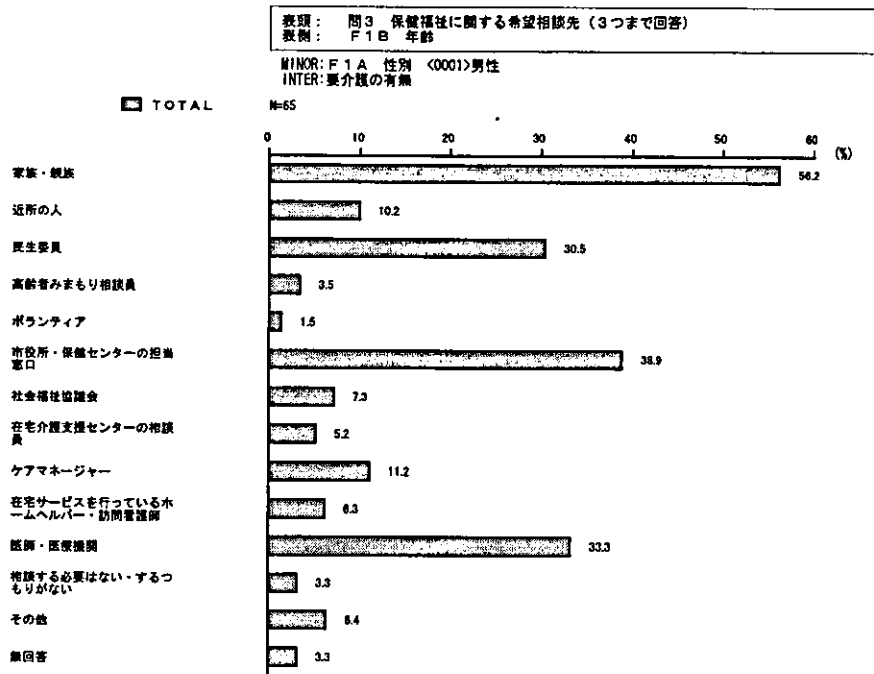 表頭： 問３ 保健福祉に関する希望相談先（３つまで回答）
表側： Ｆ１Ｂ 年齢
MINOR:Ｆ１Ａ 性別 <0001>男性
INTER:要介護の有無
ＴＯＴＡＬ N=65
0 10 20 30 40 50 60
(%)
家族・親族 56.2
近所の人 10.2
民生委員 30.5
高齢者みまもり相談員 3.5
ボランティア 1.5
市役所・保健センターの担当
窓口 38.9
社会福祉協議会 7.3
在宅介護支援センターの相談
員 5.2
ケアマネージャー 11.2
在宅サービスを行っているホ
ームヘルパー・訪問看護師 6.3
医師・医療機関 33.3
相談する必要はない・するつ
もりがない 3.3
その他 6.4
無回答 3.3